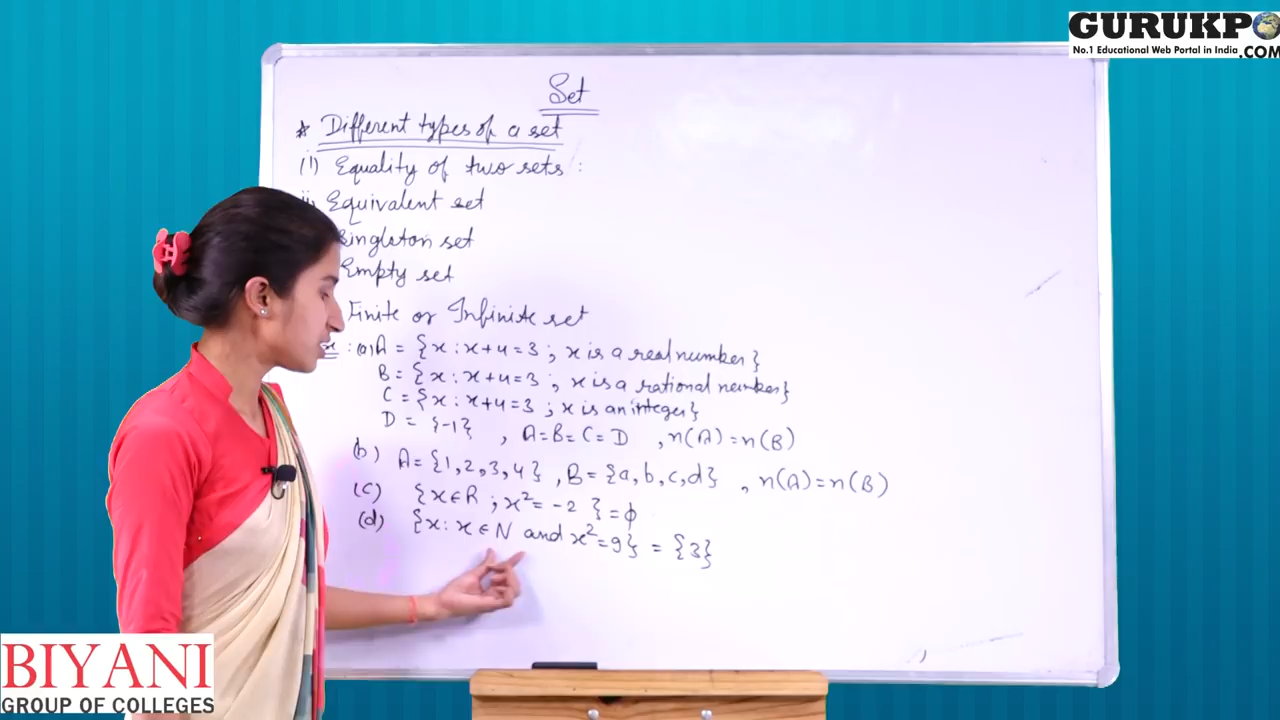 GURUKPO
No.1 Educational Web Portal in India .COM
Set
* Different types of a set
(i) Equality of two sets :
ii) Equivalent set
Singleton set
Empty set
Finite or Infinite set
x : (a) A = {x : x+4=3 ; x is a real number}
B = {x : x+4=3 ; x is a rational number}
C = {x : x+4=3 ; x is an integer}
D = {-1} , A=B=C=D , n(A)=n(B)
(b) A={1,2,3,4} , B={a,b,c,d} , n(A)=n(B)
(c) {x∈R ; x²=-2 } = ϕ
(d) {x: x∈N and x²=9} = {3}
BIYANI
GROUP OF COLLEGES